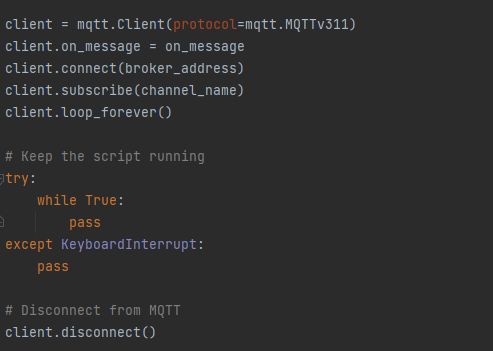 client = mqtt.Client(protocol=mqtt.MQTTv311)
client.on_message = on_message
client.connect(broker_address)
client.subscribe(channel_name)
client.loop_forever()

# Keep the script running
try:
    while True:
        pass
except KeyboardInterrupt:
    pass

# Disconnect from MQTT
client.disconnect()